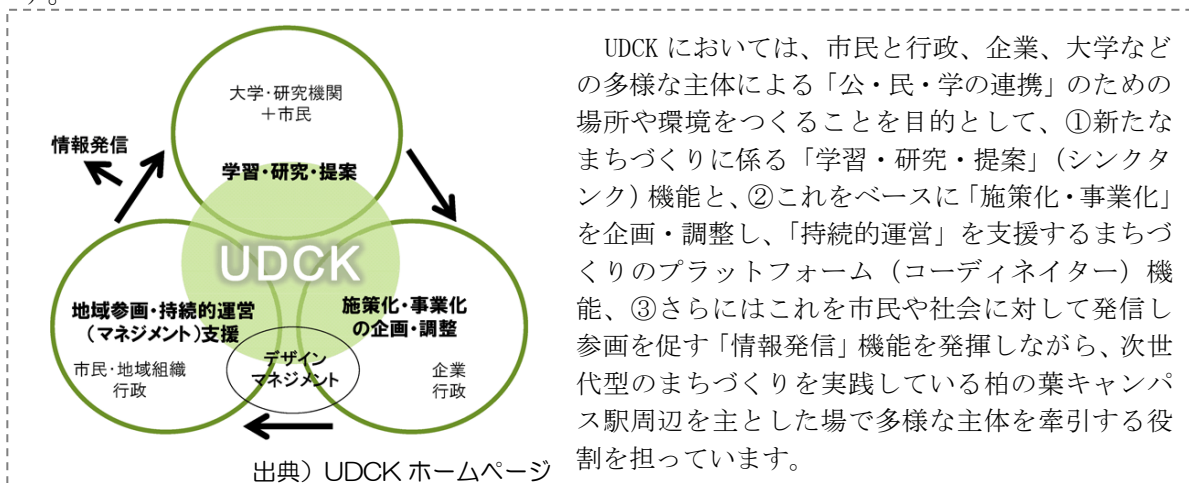 す。
大学・研究機関
＋市民
情報発信
学習・研究・提案
UDCK
地域参画・持続的運営
（マネジメント）支援
施策化・事業化
の企画・調整
デザイン
マネジメント
市民・地域組織
行政
企業
行政
出典）UDCK ホームページ
UDCK においては、市民と行政、企業、大学など
の多様な主体による「公・民・学の連携」のための
場所や環境をつくることを目的として、①新たな
まちづくりに係る「学習・研究・提案」（シンクタ
ンク）機能と、②これをベースに「施策化・事業化」
を企画・調整し、「持続的運営」を支援するまちづ
くりのプラットフォーム（コーディネイター）機
能、③さらにはこれを市民や社会に対して発信し
参画を促す「情報発信」機能を発揮しながら、次世
代型のまちづくりを実践している柏の葉キャンパ
ス駅周辺を主とした場で多様な主体を牽引する役
割を担っています。